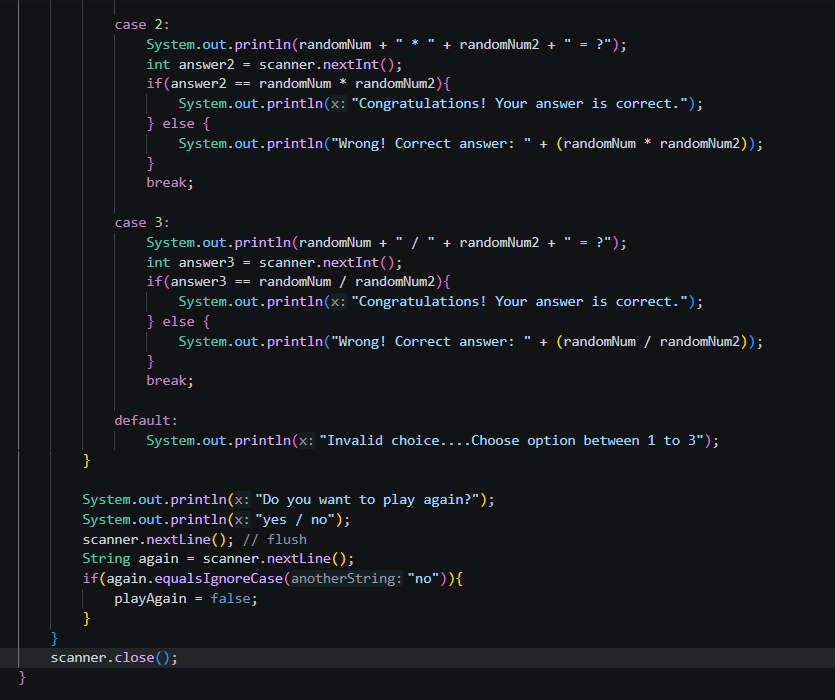 case 2:
System.out.println(randomNum + " * " + randomNum2 + " = ?");
int answer2 = scanner.nextInt();
if(answer2 == randomNum * randomNum2){
System.out.println(x: "Congratulations! Your answer is correct.");
} else {
System.out.println("Wrong! Correct answer: " + (randomNum * randomNum2));
}
break;
case 3:
System.out.println(randomNum + " / " + randomNum2 + " = ?");
int answer3 = scanner.nextInt();
if(answer3 == randomNum / randomNum2){
System.out.println(x: "Congratulations! Your answer is correct.");
} else {
System.out.println("Wrong! Correct answer: " + (randomNum / randomNum2));
}
break;
default:
System.out.println(x: "Invalid choice....Choose option between 1 to 3");
}
System.out.println(x: "Do you want to play again?");
System.out.println(x: "yes / no");
scanner.nextLine(); // flush
String again = scanner.nextLine();
if(again.equalsIgnoreCase(anotherString: "no")){
playAgain = false;
}
}
scanner.close();
}